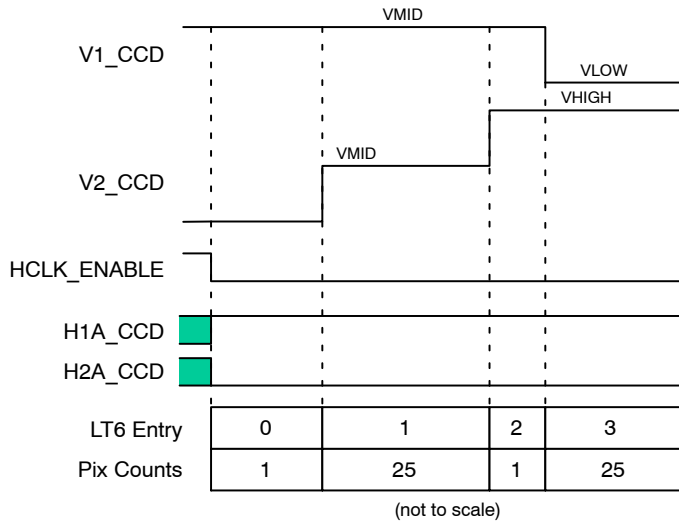 VMID
V1_CCD
VLOW
VHIGH
VMID
V2_CCD
HCLK_ENABLE
H1A_CCD
H2A_CCD
LT6 Entry 0 1 2 3
Pix Counts 1 25 1 25
(not to scale)